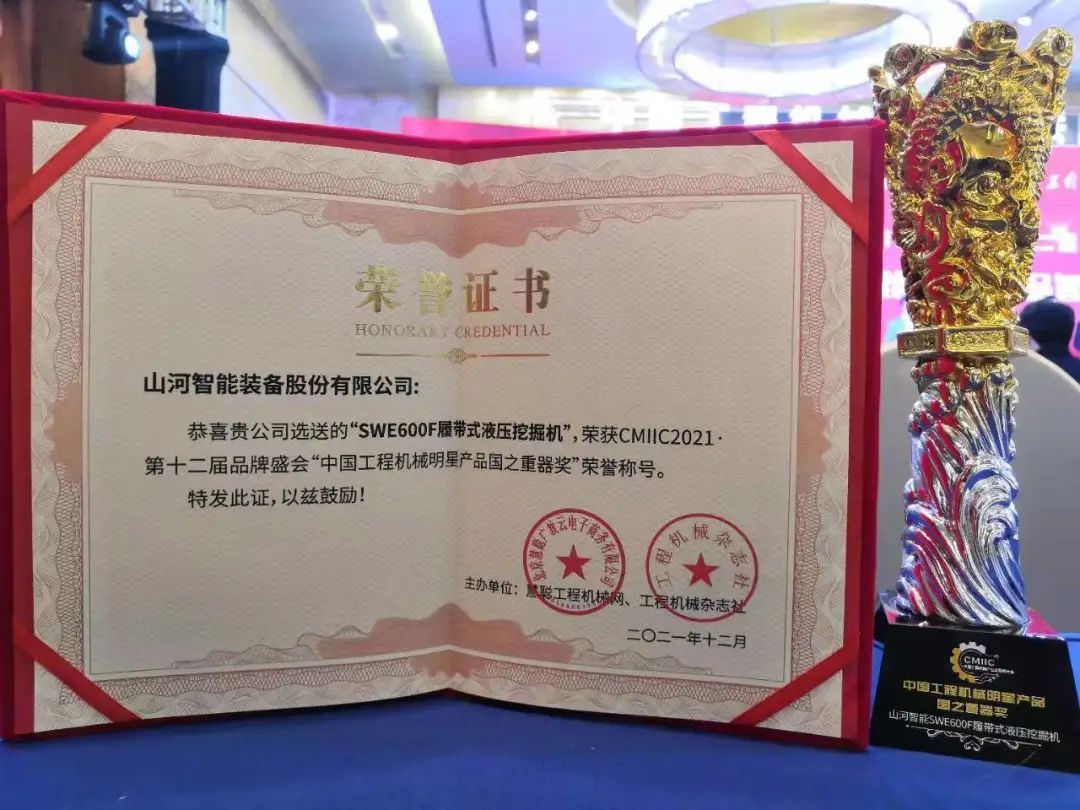 荣誉证书
HONORARY CREDENTIAL
山河智能装备股份有限公司:
恭喜贵公司选送的“SWE600F履带式液压挖掘机”,荣获CMIIC2021·
第十二届品牌盛会“中国工程机械明星产品国之重器奖”荣誉称号。
特发此证,以兹鼓励!
主办单位:慧聪工程机械网、工程机械杂志社
二〇二一年十二月
工程机械杂志社
CMIIC
中国工程机械明星产品
国之重器奖
山河智能SWE600F履带式液压挖掘机